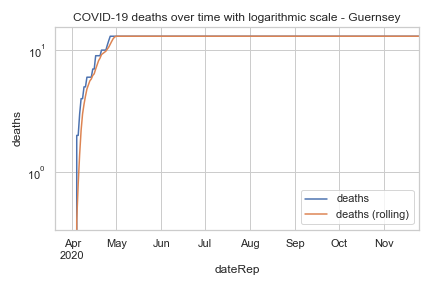 COVID-19 deaths over time with logarithmic scale - Guernsey
10¹
10⁰
deaths
deaths
deaths (rolling)
Apr May Jun Jul Aug Sep Oct Nov
2020
dateRep